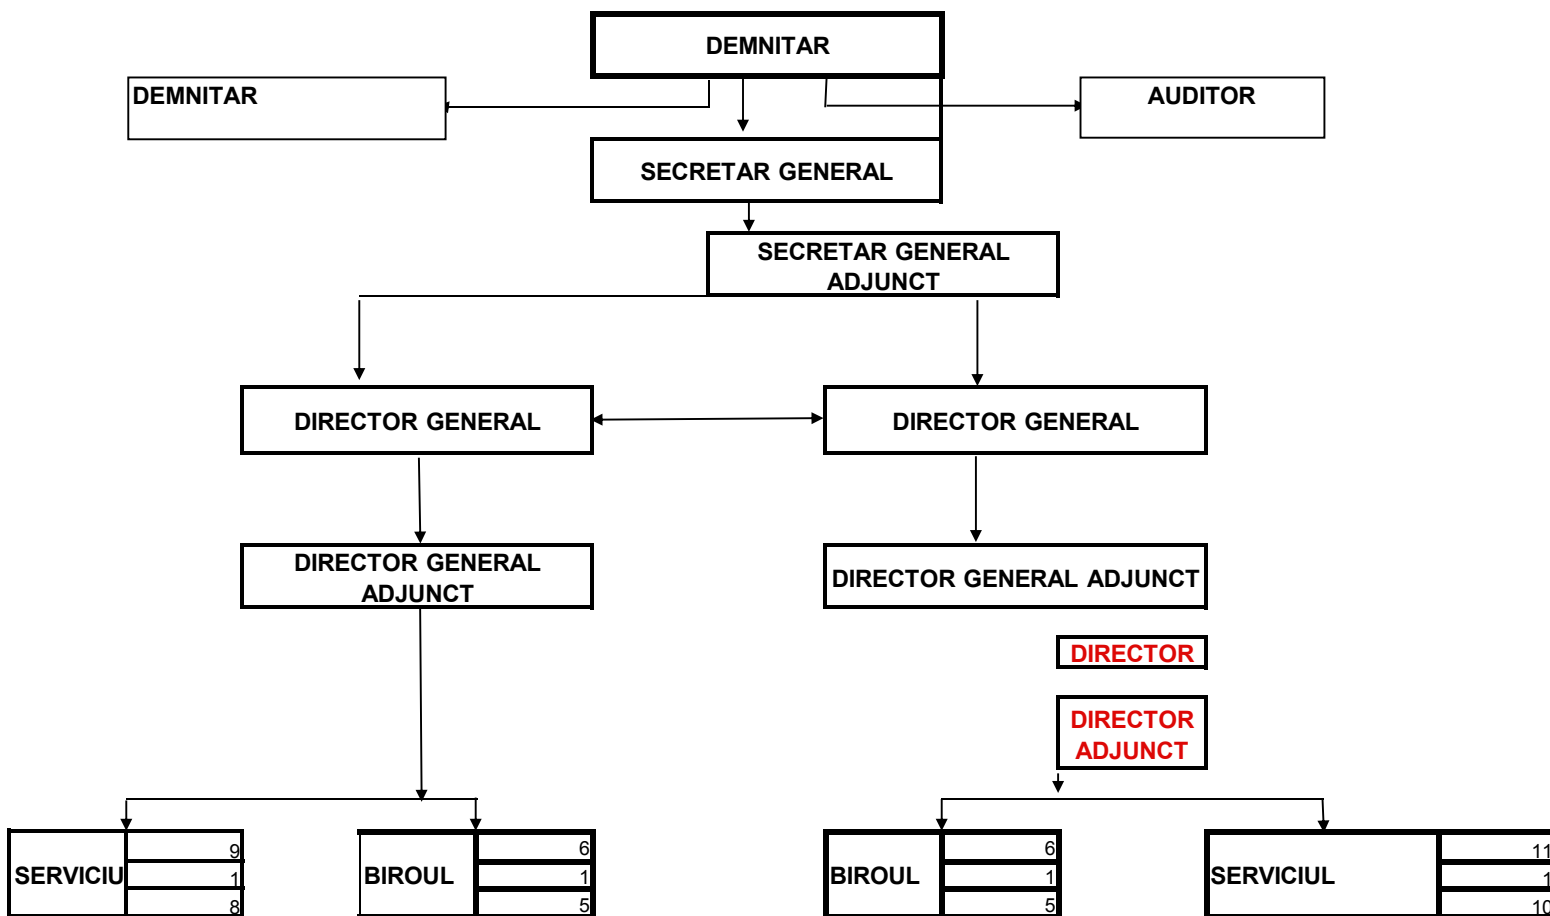 DEMNITAR
DEMNITAR
AUDITOR
SECRETAR GENERAL
SECRETAR GENERAL
ADJUNCT
DIRECTOR GENERAL
DIRECTOR GENERAL
DIRECTOR GENERAL
ADJUNCT
DIRECTOR GENERAL ADJUNCT
DIRECTOR
DIRECTOR
ADJUNCT
SERVICIU
9
1
8
BIROUL
6
1
5
BIROUL
6
1
5
SERVICIUL
11
1
10